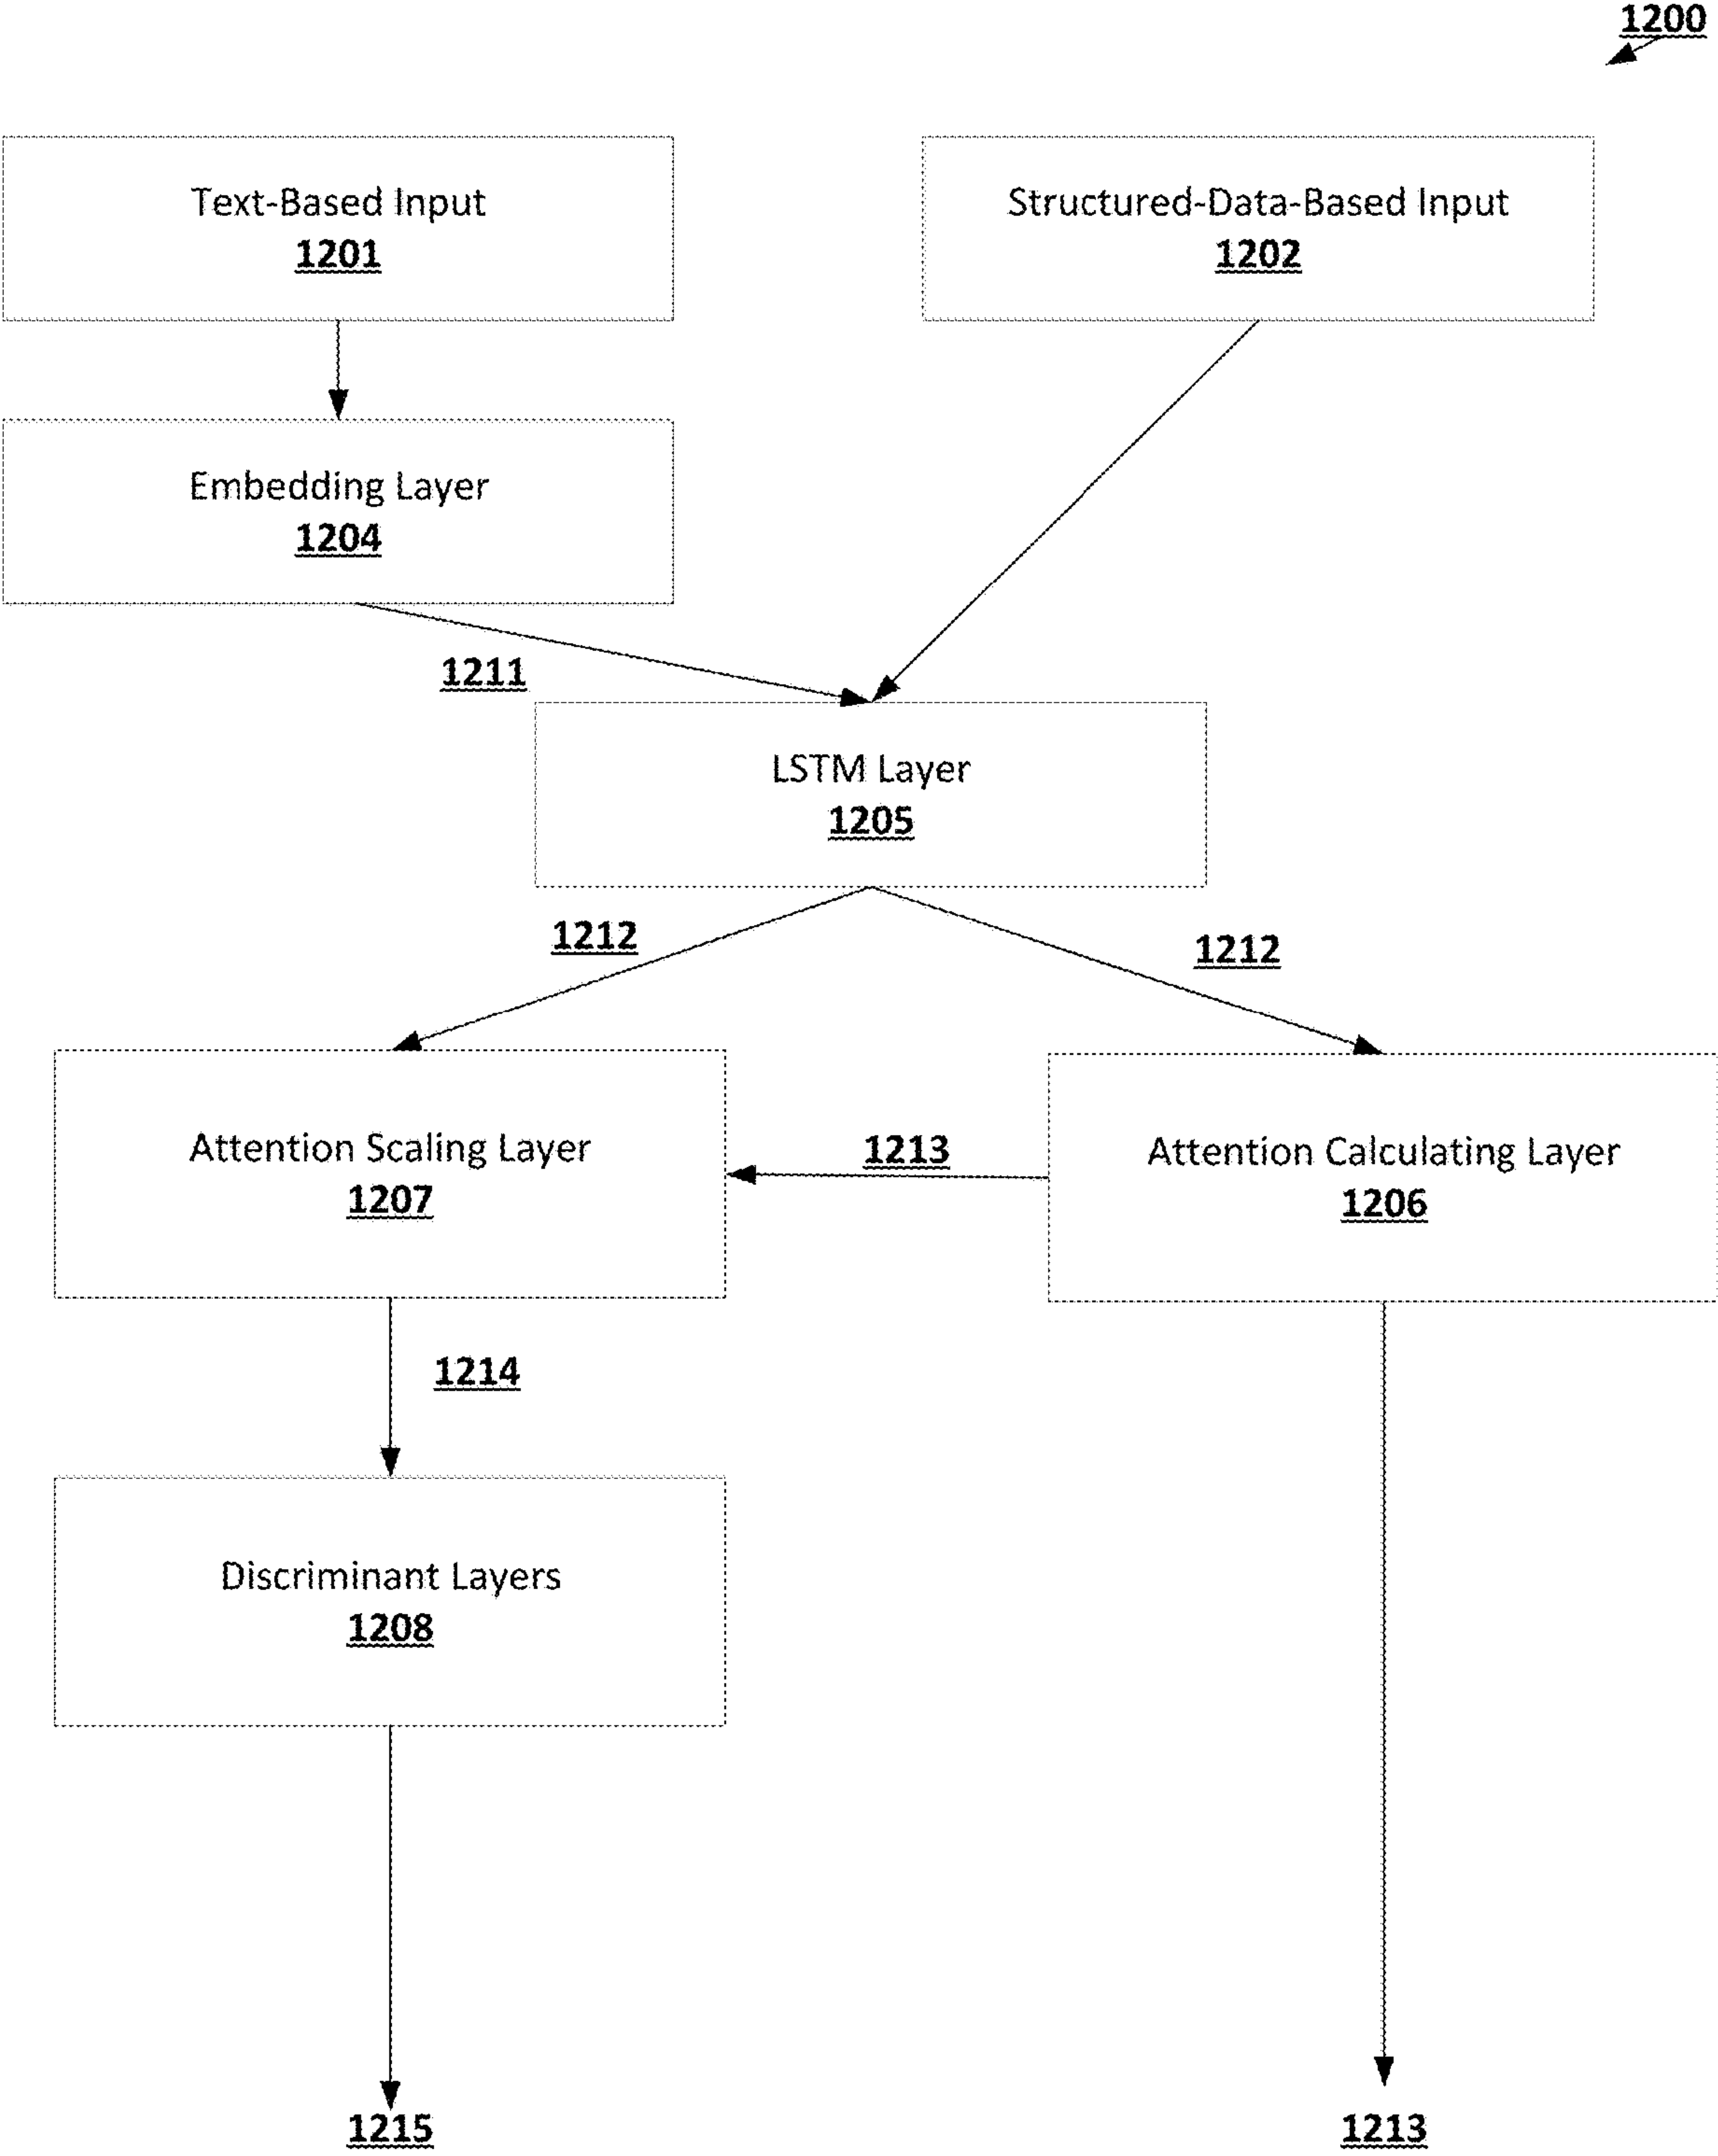 1200
Text-Based Input
1201
Structured-Data-Based Input
1202
Embedding Layer
1204
1211
LSTM Layer
1205
1212
1212
Attention Scaling Layer
1207
1213
Attention Calculating Layer
1206
1214
Discriminant Layers
1208
1215
1213